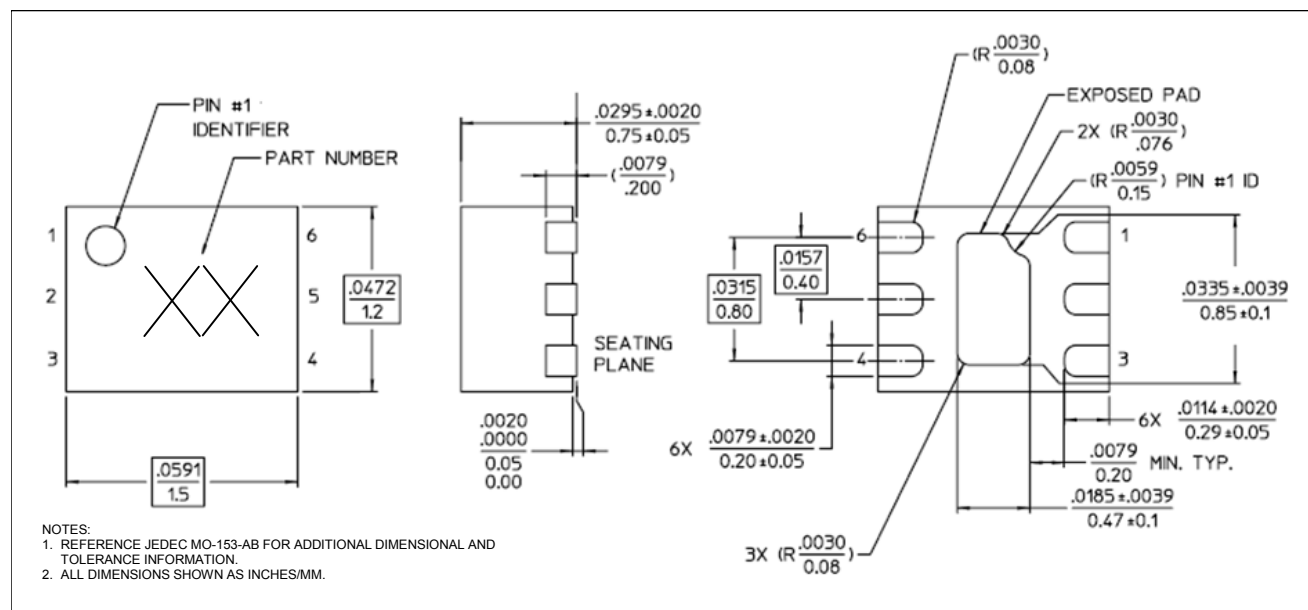 PIN #1
IDENTIFIER
PART NUMBER
1
2
3
6
5
4
.0472
1.2
.0591
1.5
.0295±.0020
0.75±0.05
(.0079)
.200
SEATING
PLANE
.0020
.0000
0.05
0.00
(R .0030)
0.08
EXPOSED PAD
2X (R .0030)
.076
(R .0059) PIN #1 ID
0.15
6
4
1
3
.0315
0.80
.0157
0.40
.0335±.0039
0.85±0.1
6X .0079±.0020
0.20±0.05
6X .0114±.0020
0.29±0.05
.0079 MIN. TYP.
0.20
.0185±.0039
0.47±0.1
3X (R .0030)
0.08
XX
NOTES:
1. REFERENCE JEDEC MO-153-AB FOR ADDITIONAL DIMENSIONAL AND
TOLERANCE INFORMATION.
2. ALL DIMENSIONS SHOWN AS INCHES/MM.